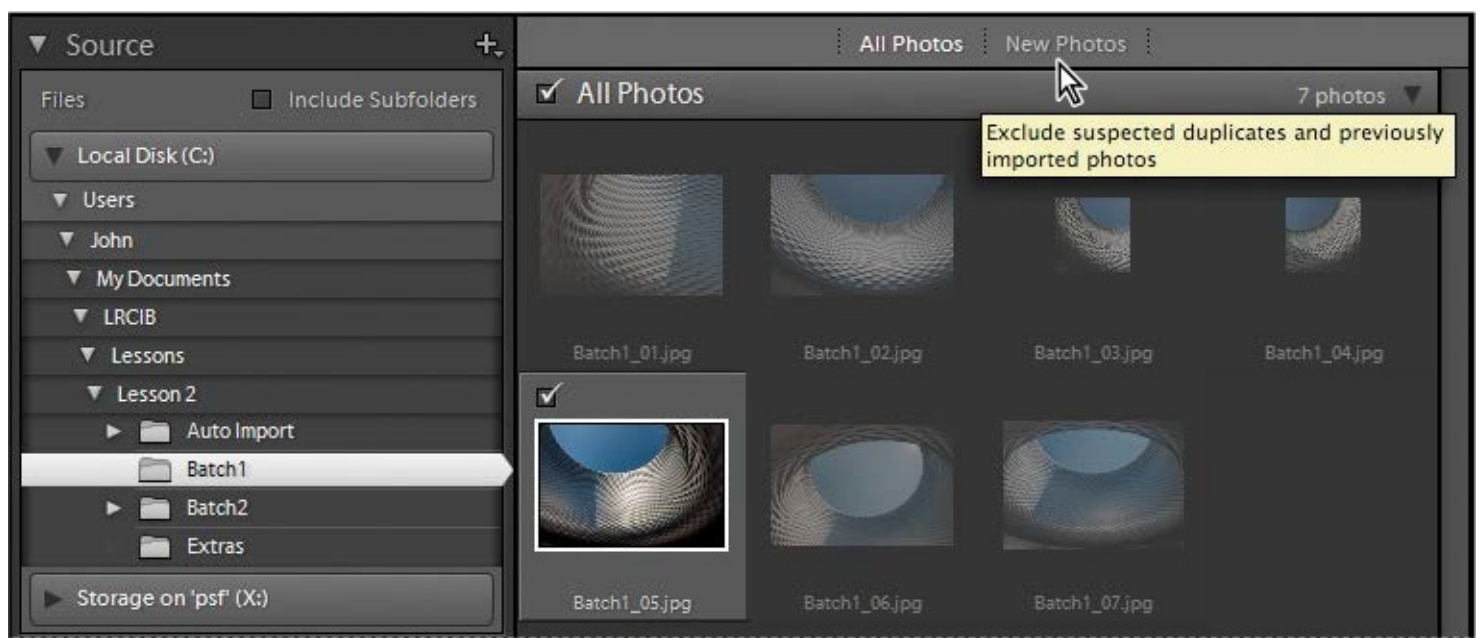 Source
Files
Include Subfolders
Local Disk (C:)
Users
John
My Documents
LRCIB
Lessons
Lesson 2
Auto Import
Batch1
Batch2
Extras
Storage on 'psf' (X:)
All Photos
New Photos
All Photos
7 photos
Exclude suspected duplicates and previously
imported photos
Batch1_01.jpg
Batch1_02.jpg
Batch1_03.jpg
Batch1_04.jpg
Batch1_05.jpg
Batch1_06.jpg
Batch1_07.jpg